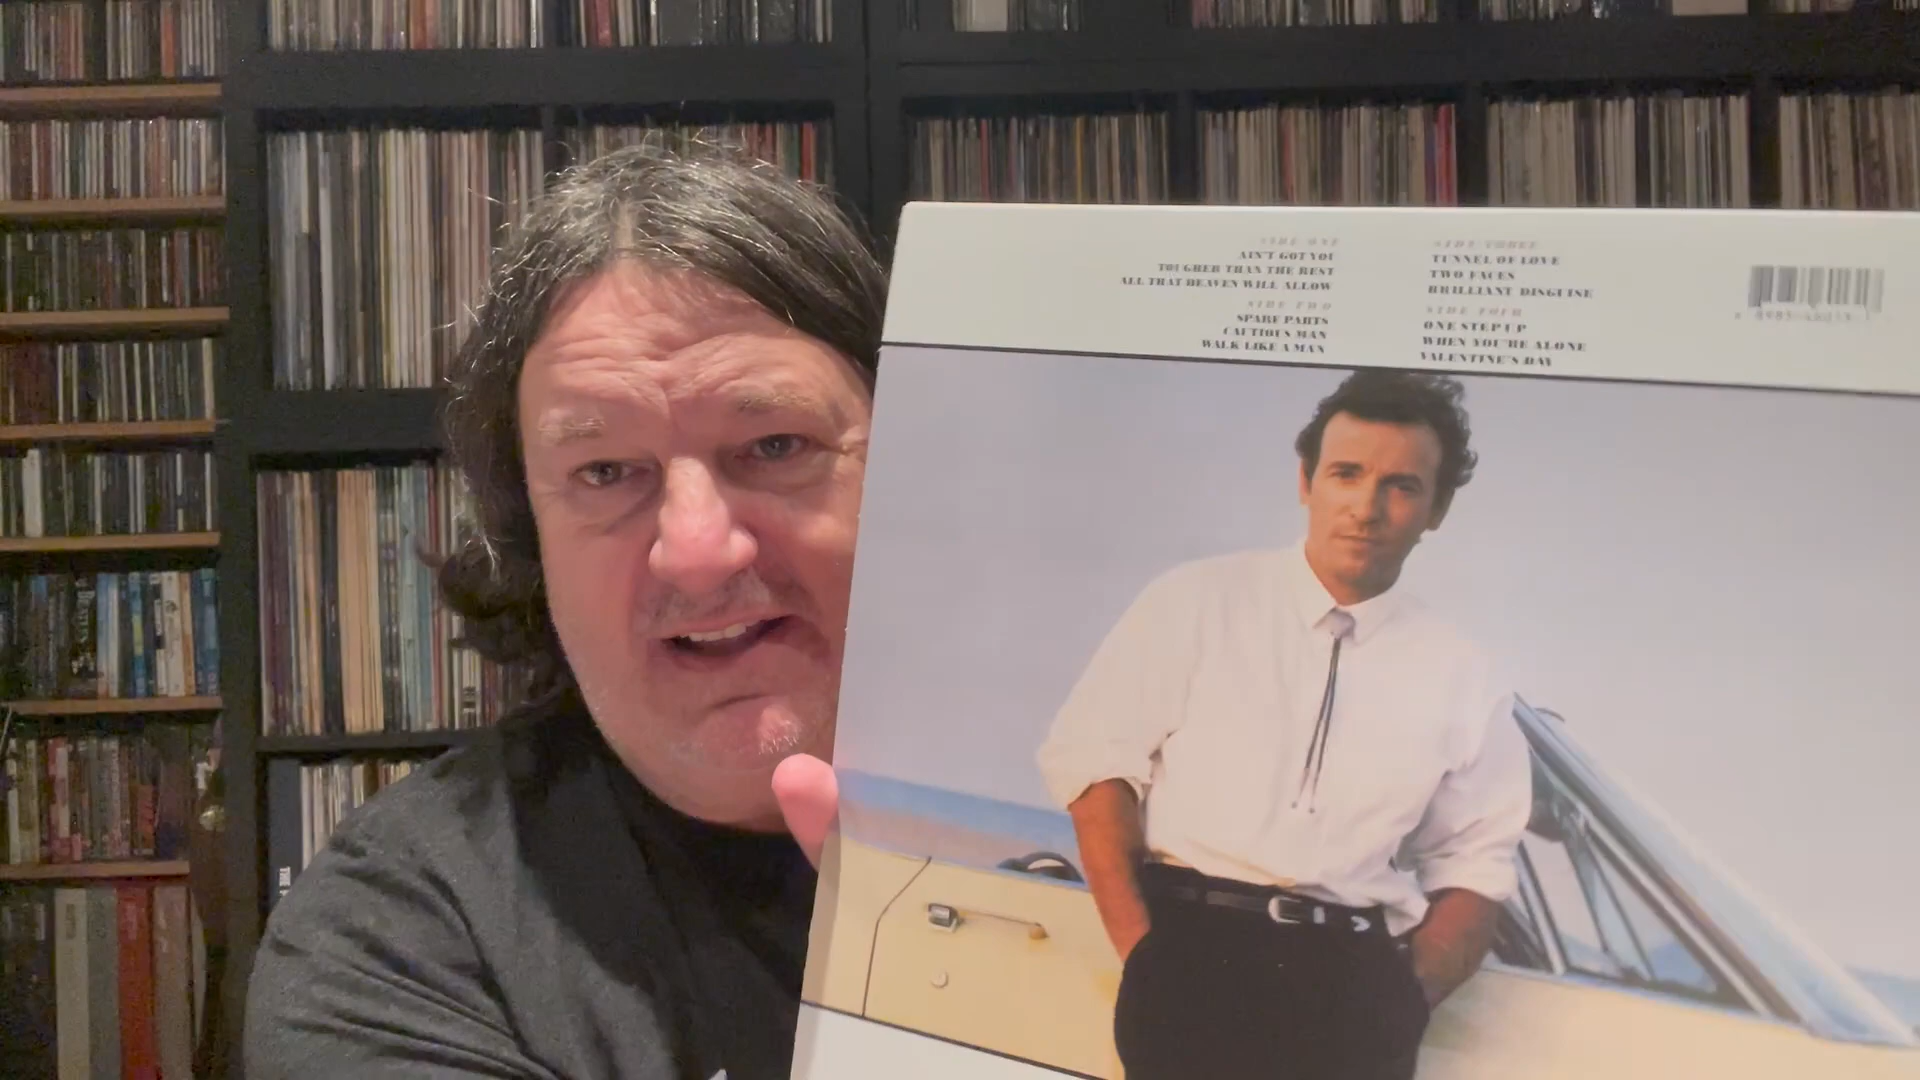 SIDE ONE
AIN'T GOT YOU
TOUGHER THAN THE REST
ALL THAT HEAVEN WILL ALLOW
SIDE TWO
SPARE PARTS
CAUTIOUS MAN
WALK LIKE A MAN
SIDE THREE
TUNNEL OF LOVE
TWO FACES
BRILLIANT DISGUISE
SIDE FOUR
ONE STEP UP
WHEN YOU'RE ALONE
VALENTINE'S DAY